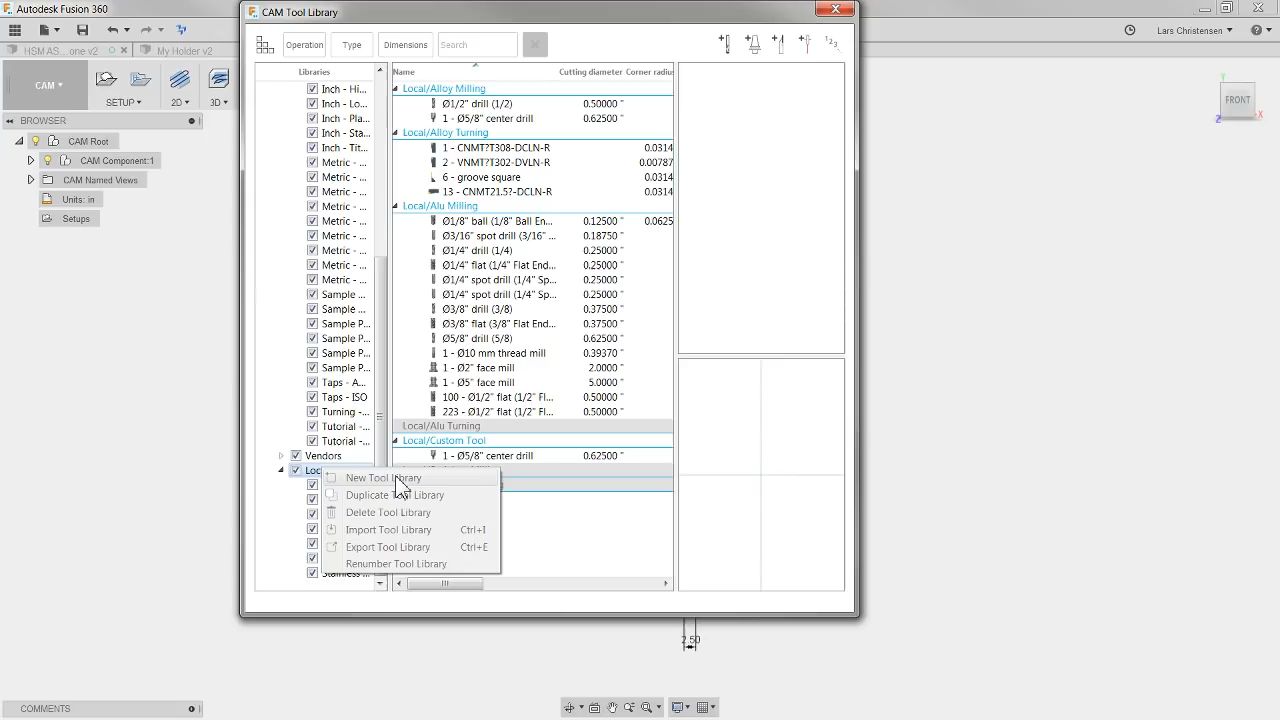 Autodesk Fusion 360
CAM Tool Library
HSM AS...one v2
My Holder v2
Lars Christensen
CAM
SETUP
2D
3D
BROWSER
CAM Root
CAM Component:1
CAM Named Views
Units: in
Setups
Operation
Type
Dimensions
Search
Libraries
Inch - Hi...
Inch - Lo...
Inch - Pla...
Inch - Sta...
Inch - Tit...
Metric - ...
Metric - ...
Metric - ...
Metric - ...
Metric - ...
Metric - ...
Metric - ...
Metric - ...
Metric - ...
Sample ...
Sample ...
Sample P...
Sample P...
Sample P...
Sample P...
Taps - A...
Taps - ISO
Turning -...
Tutorial -...
Tutorial -...
Vendors
Loc
Name Cutting diameter Corner radiu
Local/Alloy Milling
Ø1/2" drill (1/2) 0.50000 "
1 - Ø5/8" center drill 0.62500 "
Local/Alloy Turning
1 - CNMT?T308-DCLN-R 0.0314
2 - VNMT?T302-DVLN-R 0.00787
6 - groove square 0.0314
13 - CNMT21.5?-DCLN-R 0.0314
Local/Alu Milling
Ø1/8" ball (1/8" Ball En... 0.12500 " 0.0625
Ø3/16" spot drill (3/16" ... 0.18750 "
Ø1/4" drill (1/4) 0.25000 "
Ø1/4" flat (1/4" Flat End... 0.25000 "
Ø1/4" spot drill (1/4" Sp... 0.25000 "
Ø1/4" spot drill (1/4" Sp... 0.25000 "
Ø3/8" drill (3/8) 0.37500 "
Ø3/8" flat (3/8" Flat End... 0.37500 "
Ø5/8" drill (5/8) 0.62500 "
1 - Ø10 mm thread mill 0.39370 "
1 - Ø2" face mill 2.0000 "
1 - Ø5" face mill 5.0000 "
100 - Ø1/2" flat (1/2" Fl... 0.50000 "
223 - Ø1/2" flat (1/2" Fl... 0.50000 "
Local/Alu Turning
Local/Custom Tool
1 - Ø5/8" center drill 0.62500 "
New Tool Library
Duplicate Tool Library
Delete Tool Library
Import Tool Library Ctrl+I
Export Tool Library Ctrl+E
Renumber Tool Library
FRONT
Y
Z
X
2.50
COMMENTS